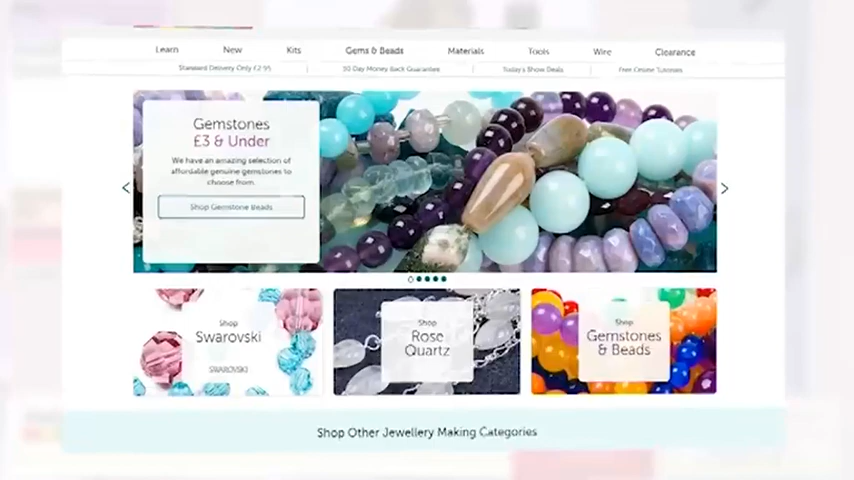 Learn New Kits Gems & Beads Materials Tools Wire Clearance
Standard Delivery Only £2.95 30 Day Money Back Guarantee Today's Show Deals Free Online Tutorials
Gemstones
£3 & Under
We have an amazing selection of
affordable genuine gemstones to
choose from.
Shop Gemstone Beads
Shop
Swarovski
SWAROVSKI
Shop
Rose
Quartz
Shop
Gemstones
& Beads
Shop Other Jewellery Making Categories